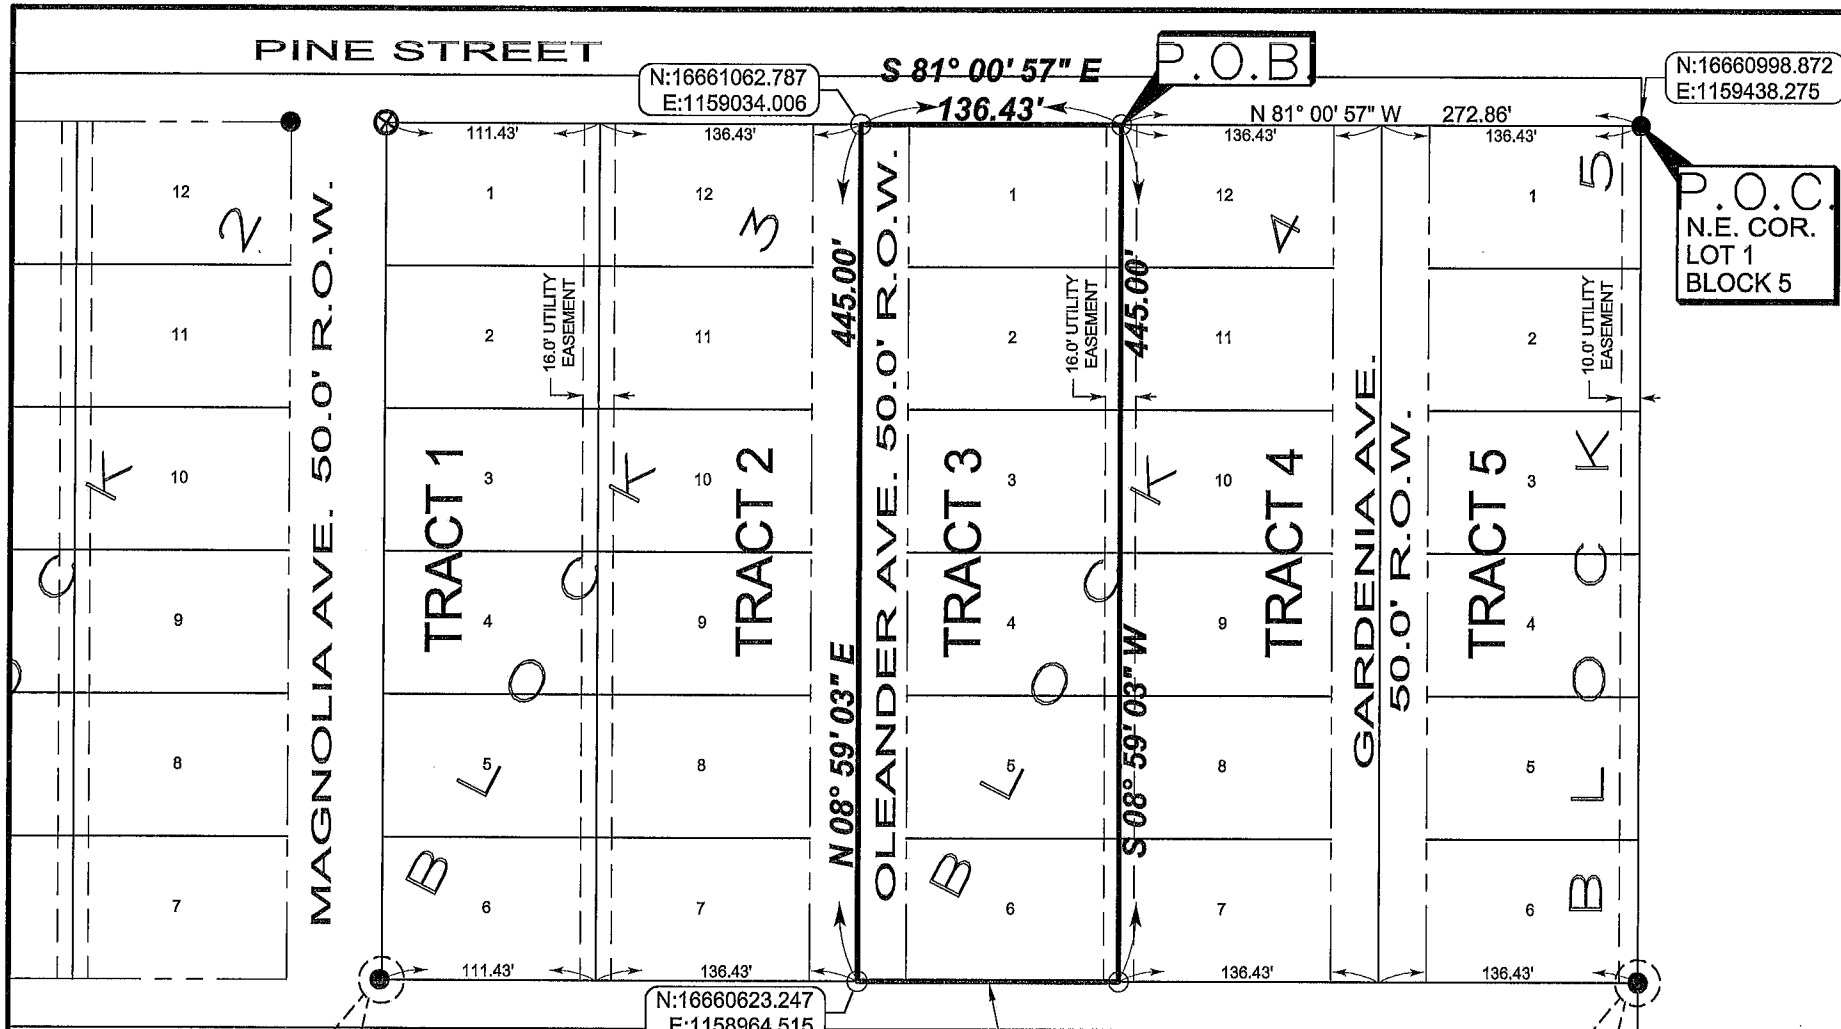 PINE STREET
N:16661062.787
E:1159034.006
S 81° 00' 57" E
136.43'
P.O.B.
N:16660998.872
E:1159438.275
N 81° 00' 57" W 272.86'
111.43'
136.43'
136.43'
136.43'
P.O.C.
N.E. COR.
LOT 1
BLOCK 5
12
1
12
1
12
1
2
3
4
5
11
2
11
2
11
2
16.0' UTILITY
EASEMENT
16.0' UTILITY
EASEMENT
10.0' UTILITY
EASEMENT
445.00'
445.00'
MAGNOLIA AVE. 50.0' R.O.W.
OLEANDER AVE. 50.0' R.O.W.
GARDENIA AVE.
50.0' R.O.W.
TRACT 1
TRACT 2
TRACT 3
TRACT 4
TRACT 5
10
3
10
3
10
3
9
4
9
4
9
4
8
5
8
5
8
5
7
6
7
6
7
6
O C K
B L O C K
B L O C K
B L O C K
N 08° 59' 03" E
S 08° 59' 03" W
111.43'
136.43'
136.43'
136.43'
N:16660623.247
E:1158964.515